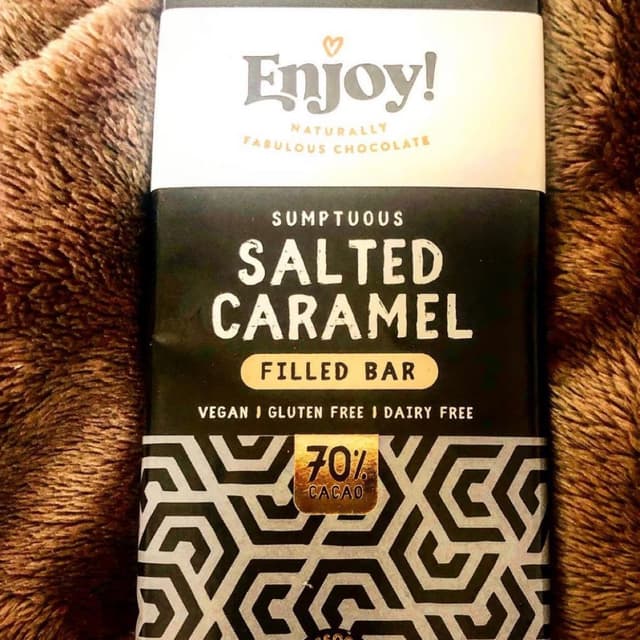 Enjoy!
NATURALLY
FABULOUS CHOCOLATE
SUMPTUOUS
SALTED
CARAMEL
FILLED BAR
VEGAN | GLUTEN FREE | DAIRY FREE
70%
CACAO